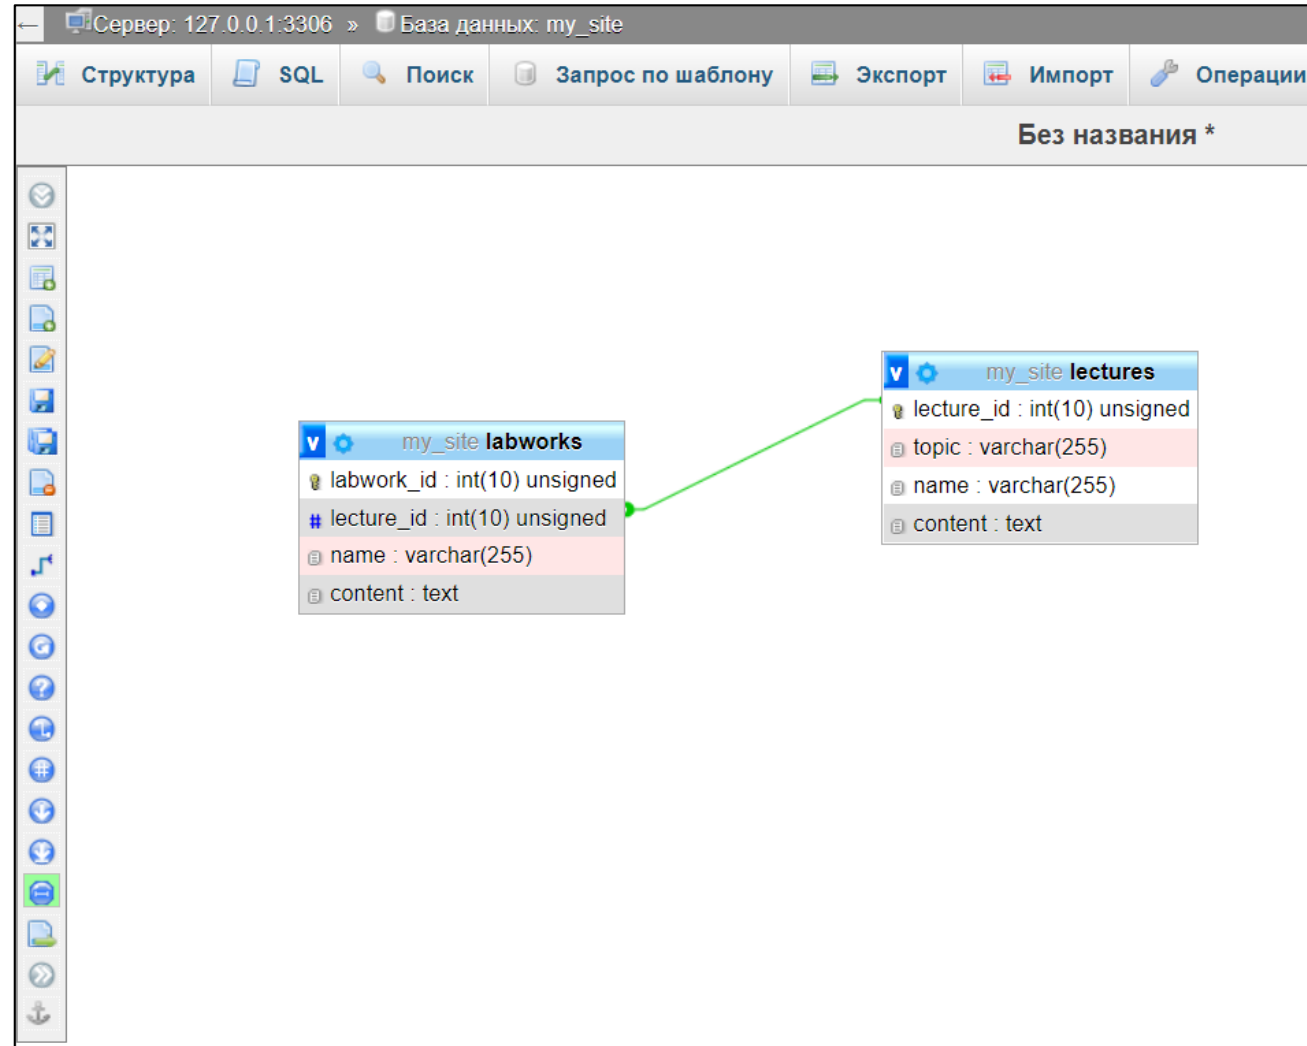 Сервер: 127.0.0.1:3306 » База данных: my_site
Структура SQL Поиск Запрос по шаблону Экспорт Импорт Операции
Без названия *
my_site lectures
lecture_id : int(10) unsigned
topic : varchar(255)
name : varchar(255)
content : text
my_site labworks
labwork_id : int(10) unsigned
# lecture_id : int(10) unsigned
name : varchar(255)
content : text